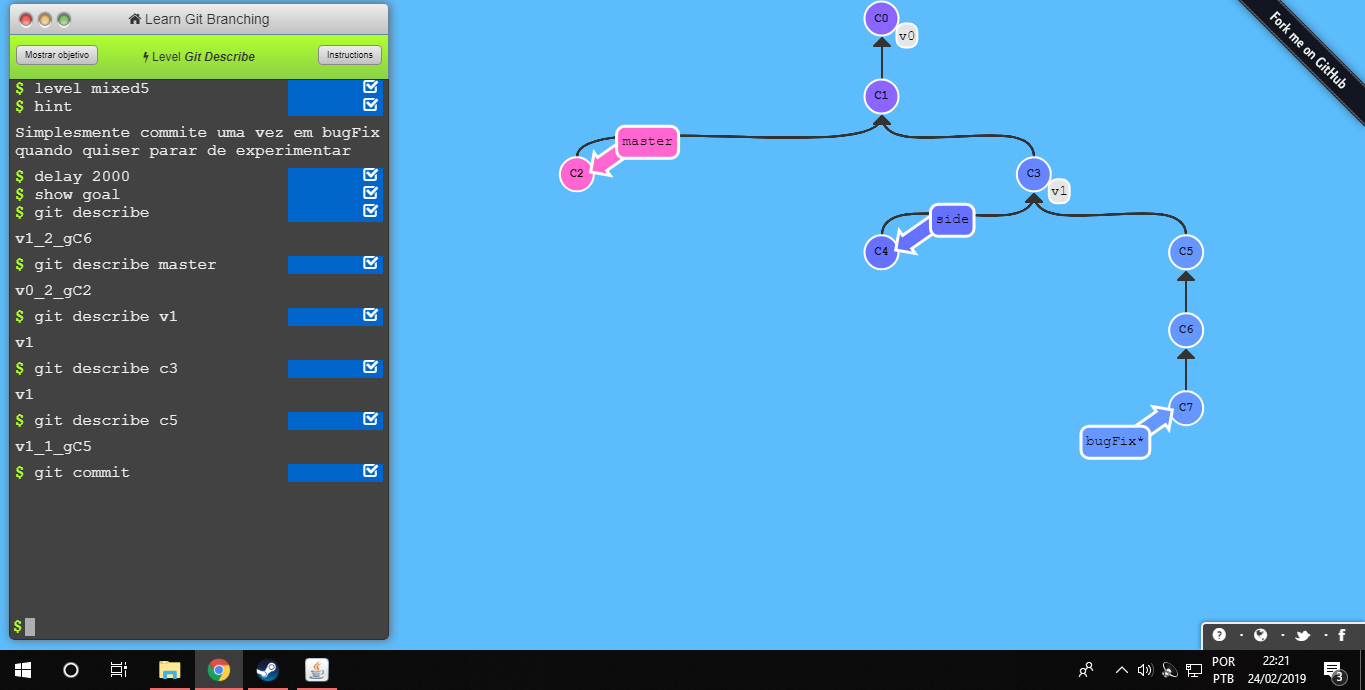 Learn Git Branching
Mostrar objetivo
Level Git Describe
Instructions
$ level mixed5
$ hint
Simplesmente commite uma vez em bugFix
quando quiser parar de experimentar
$ delay 2000
$ show goal
$ git describe
v1_2_gC6
$ git describe master
v0_2_gC2
$ git describe v1
v1
$ git describe c3
v1
$ git describe c5
v1_1_gC5
$ git commit
$
C0
v0
C1
master
C2
C3
v1
side
C4
C5
C6
C7
bugFix*
Fork me on GitHub
POR
PTB
22:21
24/02/2019
3